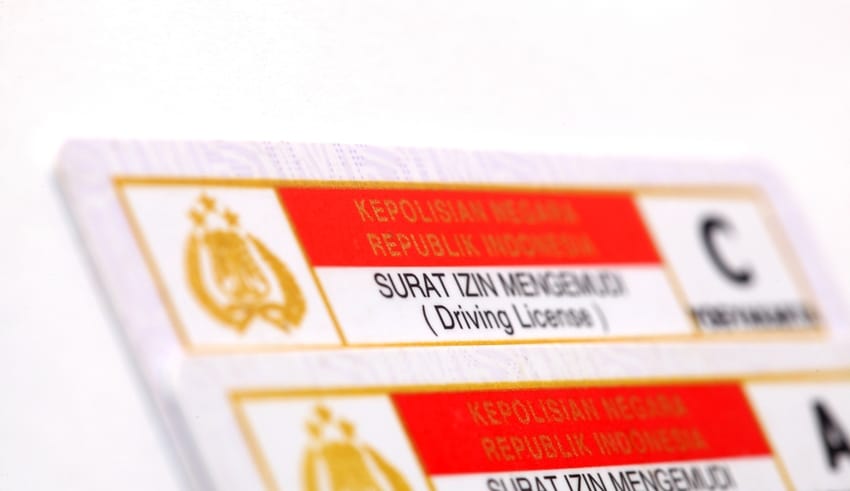 KEPOLISIAN NEGARA
REPUBLIK INDONESIA
SURAT IZIN MENGEMUDI
( Driving License )
C
KEPOLISIAN NEGARA
REPUBLIK INDONESIA
SURAT IZIN MENGEMUDI
A